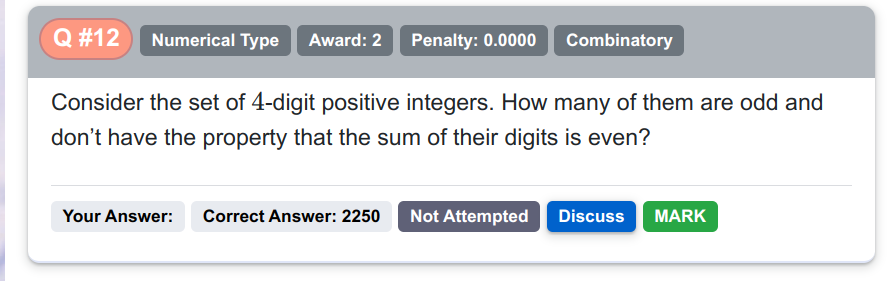 Q #12 Numerical Type Award: 2 Penalty: 0.0000 Combinatory
Consider the set of 4-digit positive integers. How many of them are odd and
don't have the property that the sum of their digits is even?
Your Answer: Correct Answer: 2250 Not Attempted Discuss MARK